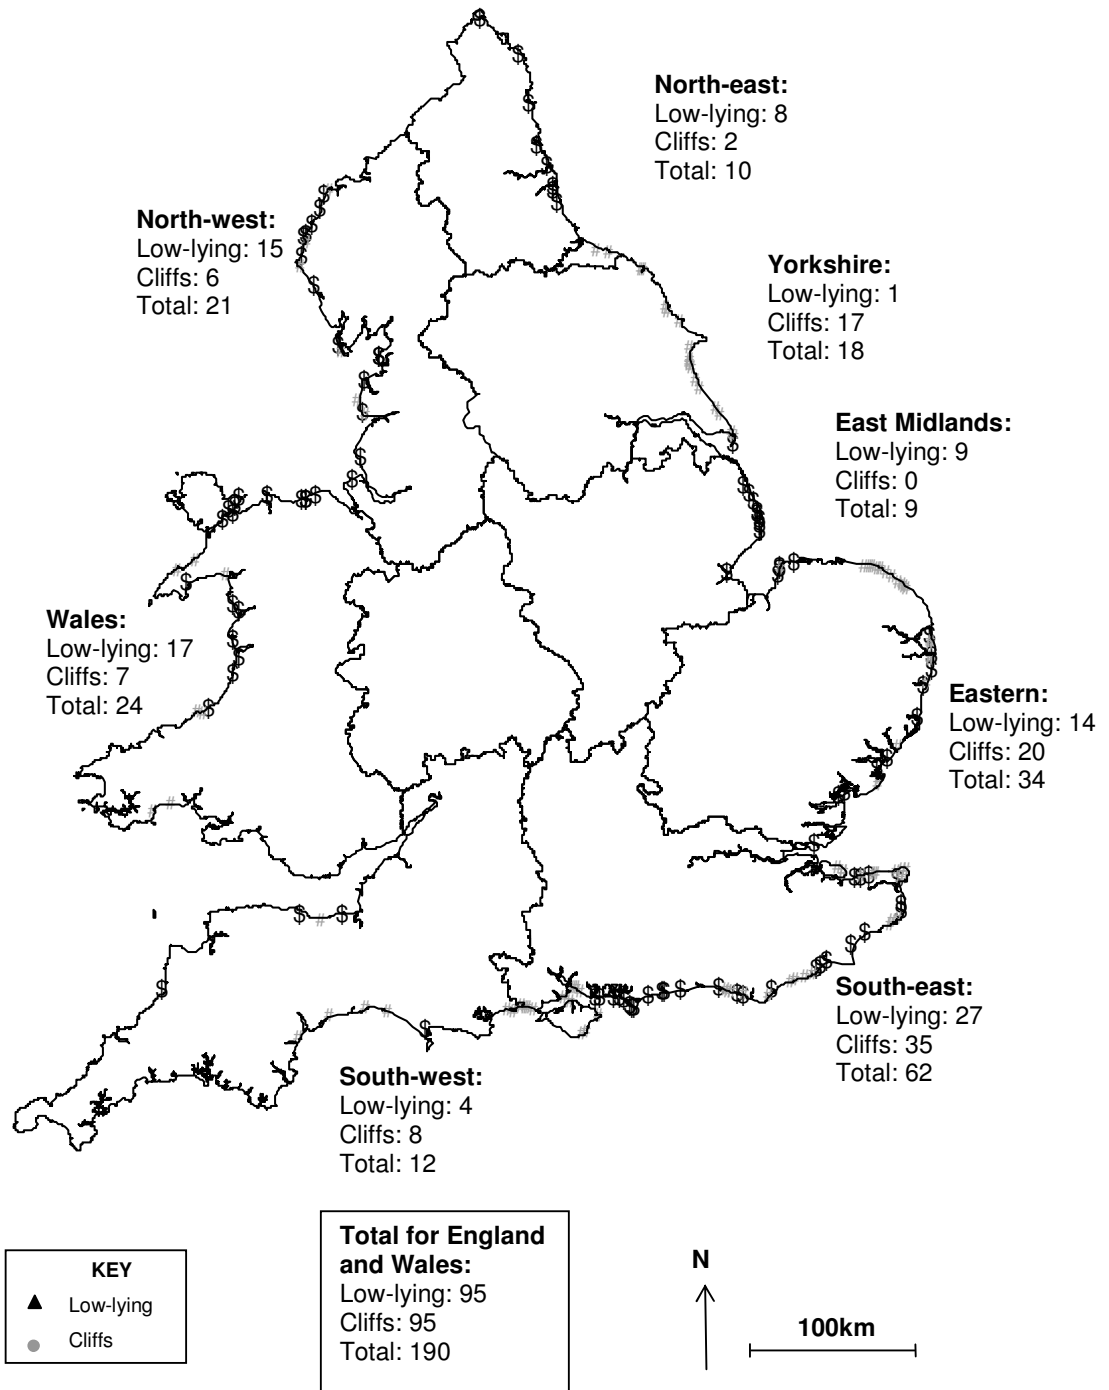 North-east:
Low-lying: 8
Cliffs: 2
Total: 10
North-west:
Low-lying: 15
Cliffs: 6
Total: 21
Yorkshire:
Low-lying: 1
Cliffs: 17
Total: 18
East Midlands:
Low-lying: 9
Cliffs: 0
Total: 9
Wales:
Low-lying: 17
Cliffs: 7
Total: 24
Eastern:
Low-lying: 14
Cliffs: 20
Total: 34
South-east:
Low-lying: 27
Cliffs: 35
Total: 62
South-west:
Low-lying: 4
Cliffs: 8
Total: 12
Total for England
and Wales:
Low-lying: 95
Cliffs: 95
Total: 190
KEY
Low-lying
Cliffs
N
100km